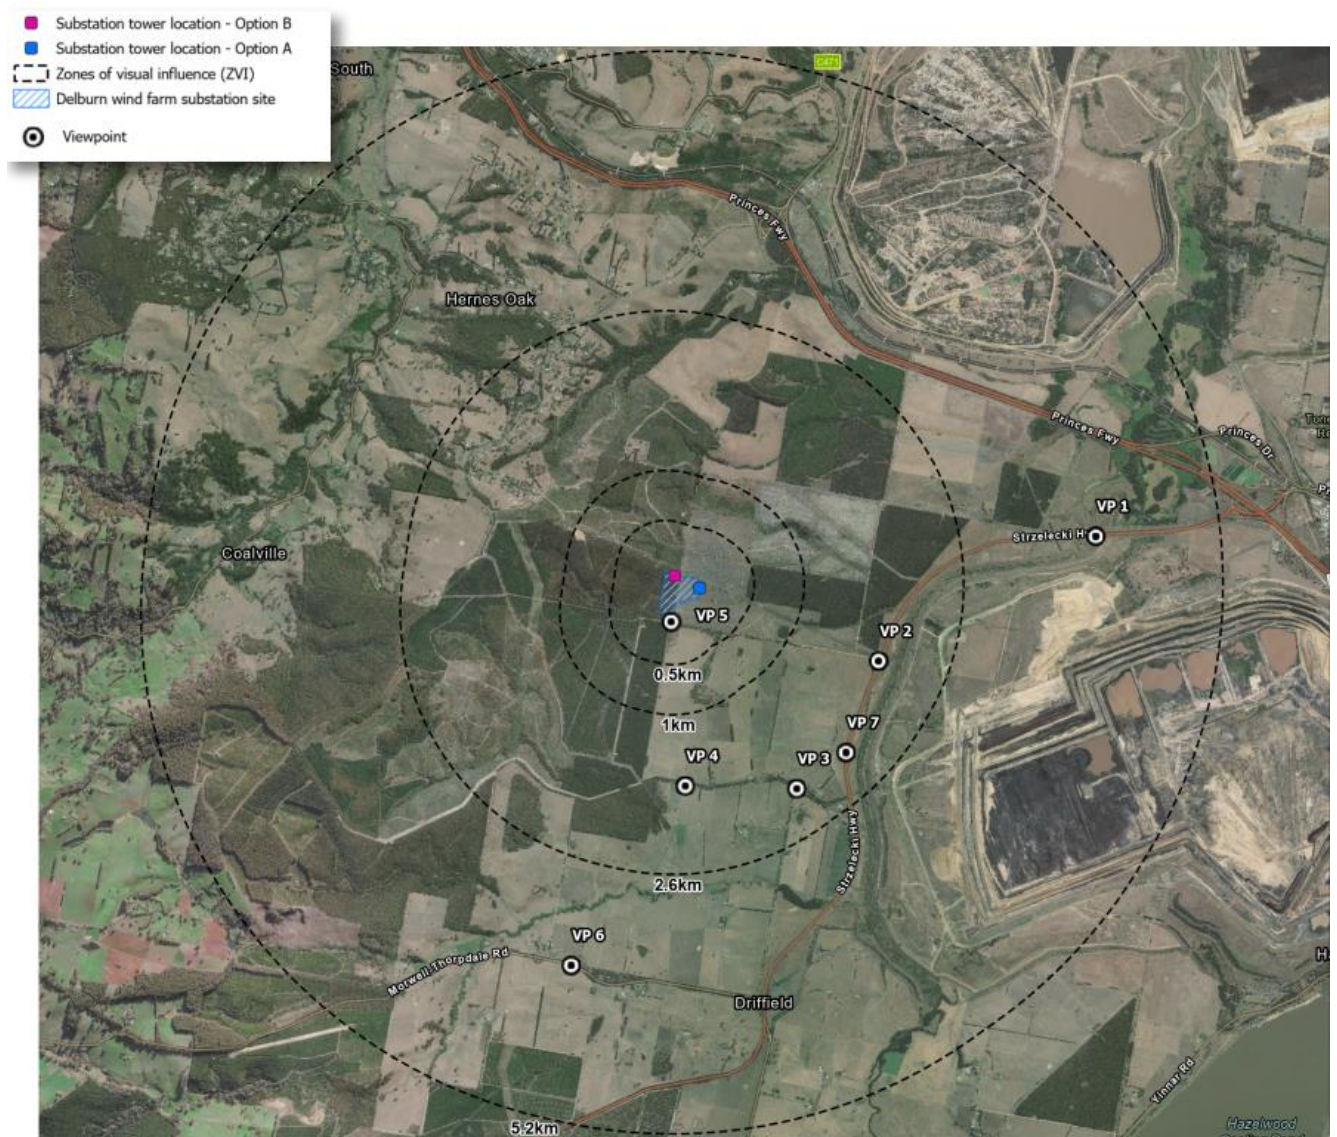 Substation tower location - Option B
Substation tower location - Option A
Zones of visual influence (ZVI)
Delburn wind farm substation site
Viewpoint
South
C471
Princes Fwy
Hernes Oak
Princes Fwy
Princes Dr
VP 1
Strzelecki H
Coalville
VP 5
VP 2
0.5km
1km
VP 7
VP 4
VP 3
Strzelecki Hwy
2.6km
VP 6
Morwell-Thorpdale Rd
Driffield
Yinnar Rd
5.2km
Hazelwood